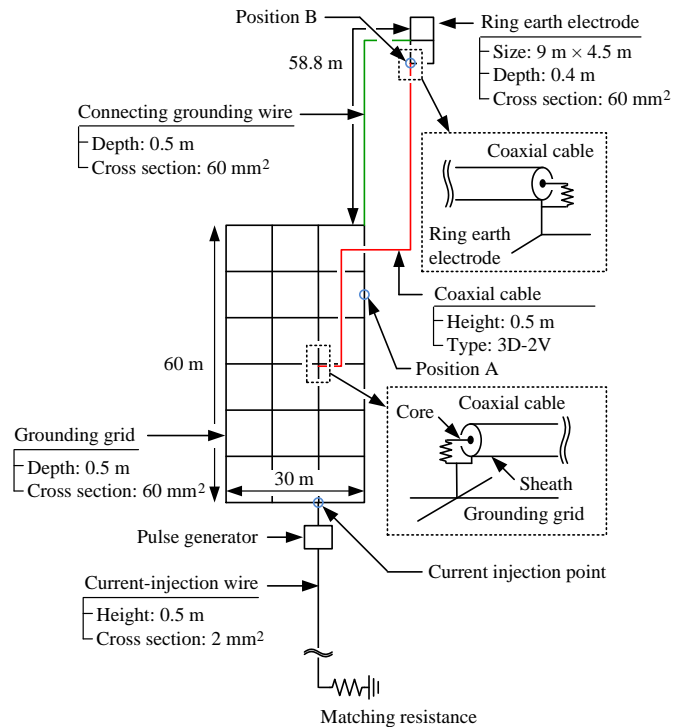 Position B
Ring earth electrode
Size: 9 m × 4.5 m
Depth: 0.4 m
Cross section: 60 mm²
58.8 m
Connecting grounding wire
Depth: 0.5 m
Cross section: 60 mm²
Coaxial cable
Ring earth
electrode
Coaxial cable
Height: 0.5 m
Type: 3D-2V
60 m
Position A
Core
Coaxial cable
Sheath
Grounding grid
Grounding grid
Depth: 0.5 m
Cross section: 60 mm²
30 m
Pulse generator
Current injection point
Current-injection wire
Height: 0.5 m
Cross section: 2 mm²
Matching resistance